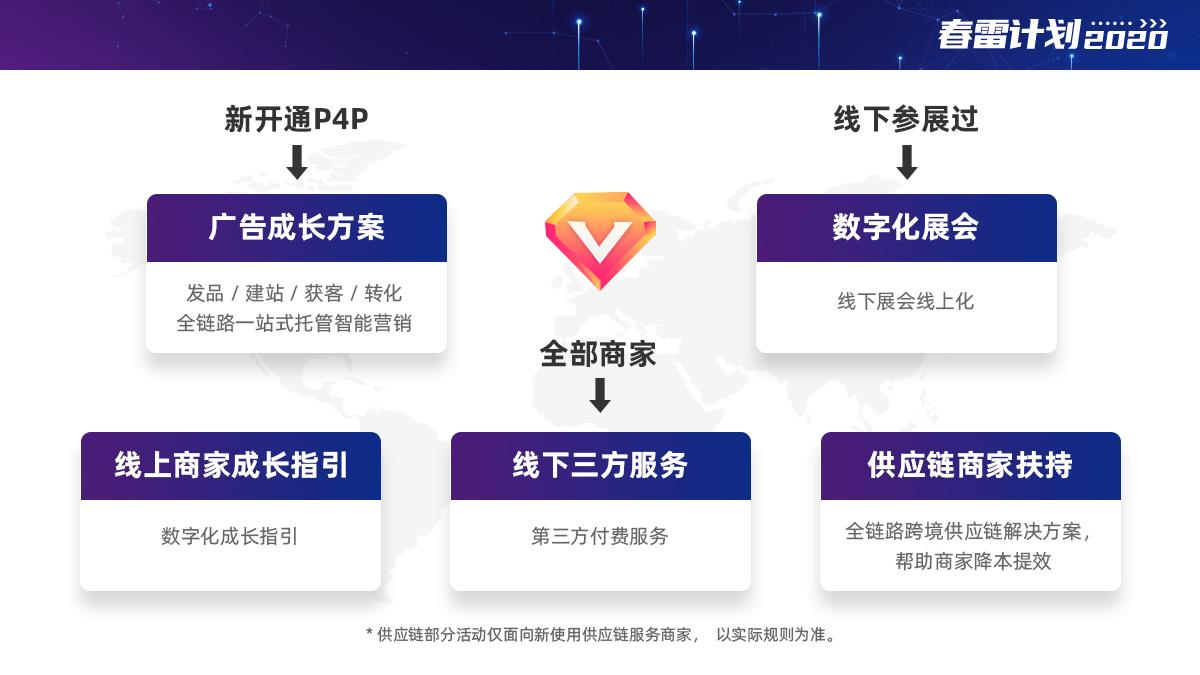 春雷计划2020
新开通P4P
线下参展过
广告成长方案
发品 / 建站 / 获客 / 转化
全链路一站式托管智能营销
数字化展会
线下展会线上化
全部商家
线上商家成长指引
数字化成长指引
线下三方服务
第三方付费服务
供应链商家扶持
全链路跨境供应链解决方案，
帮助商家降本提效
* 供应链部分活动仅面向新使用供应链服务商家， 以实际规则为准。